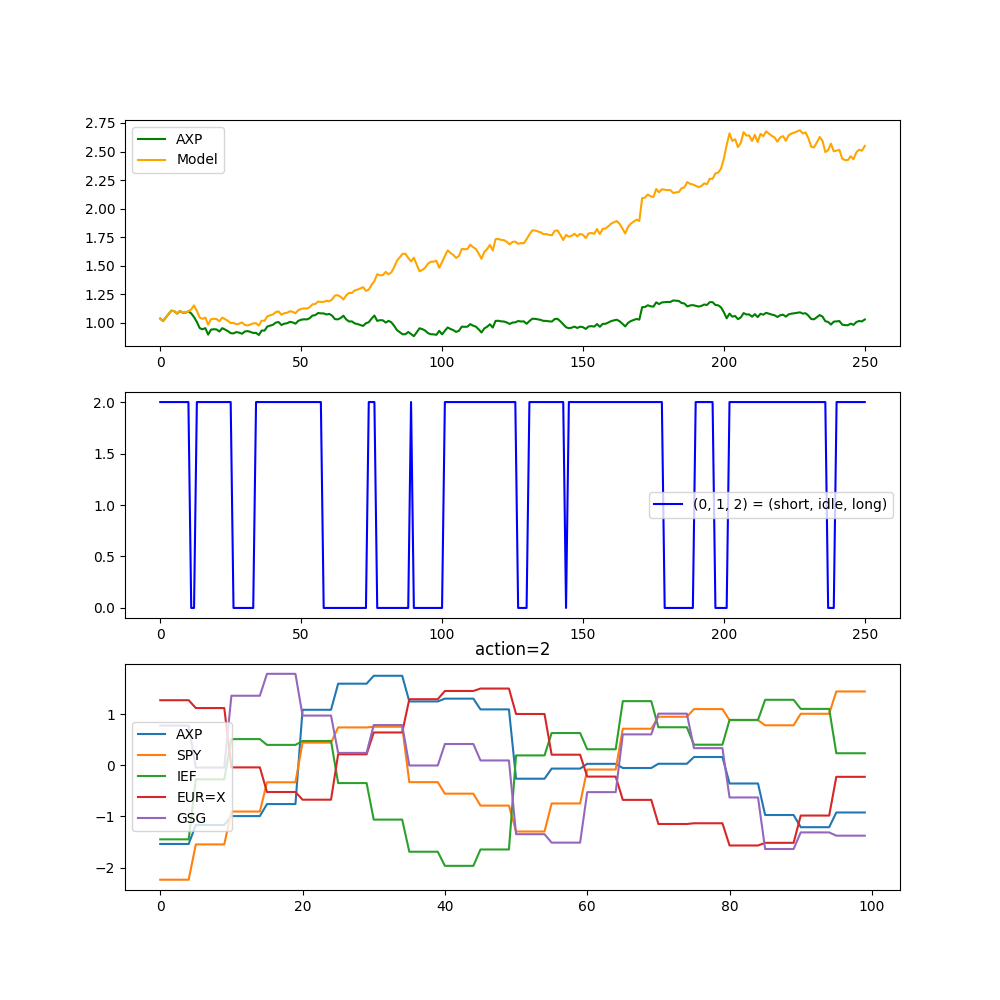 2.75
2.50
2.25
2.00
1.75
1.50
1.25
1.00
AXP
Model
0 50 100 150 200 250
2.0
1.5
1.0
0.5
0.0
(0, 1, 2) = (short, idle, long)
0 50 100 150 200 250
action=2
1
0
−1
−2
AXP
SPY
IEF
EUR=X
GSG
0 20 40 60 80 100